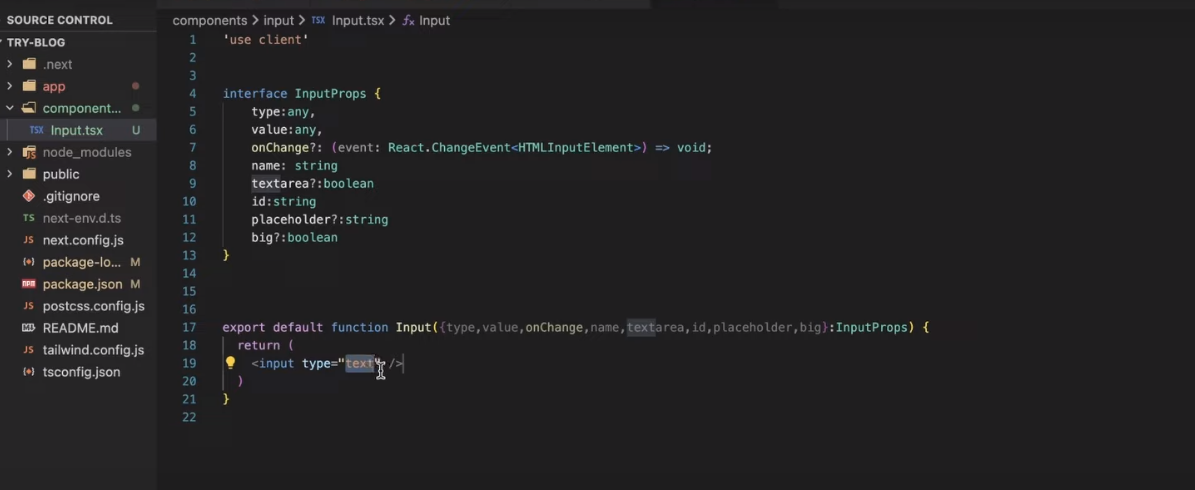 SOURCE CONTROL
TRY-BLOG
.next
app
component...
TSX Input.tsx U
node_modules
public
.gitignore
TS next-env.d.ts
JS next.config.js
package-lo... M
package.json M
JS postcss.config.js
README.md
JS tailwind.config.js
tsconfig.json
components > input > TSX Input.tsx > Input
1 'use client'
2
3
4 interface InputProps {
5 type:any,
6 value:any,
7 onChange?: (event: React.ChangeEvent<HTMLInputElement>) => void;
8 name: string
9 textarea?:boolean
10 id:string
11 placeholder?:string
12 big?:boolean
13 }
14
15
16
17 export default function Input({type,value,onChange,name,textarea,id,placeholder,big}:InputProps) {
18 return (
19 <input type="text" />
20 )
21 }
22